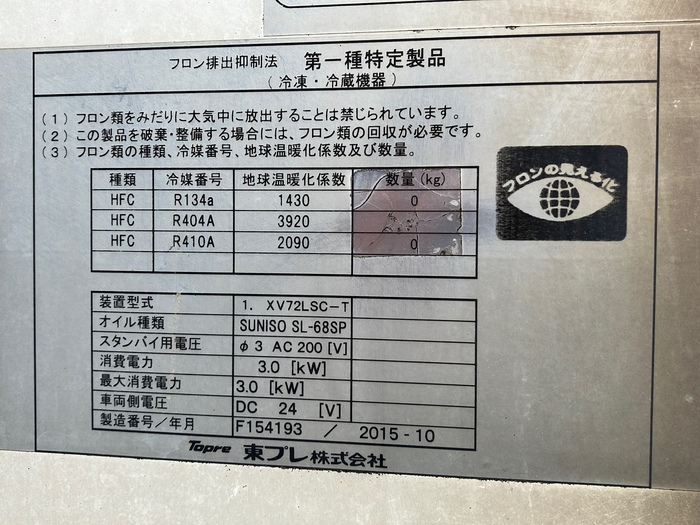 フロン排出抑制法 第一種特定製品
(冷凍・冷蔵機器)
(1) フロン類をみだりに大気中に放出することは禁じられています。
(2) この製品を破棄・整備する場合には、フロン類の回収が必要です。
(3) フロン類の種類、冷媒番号、地球温暖化係数及び数量。
種類 冷媒番号 地球温暖化係数 数量 (kg)
HFC R134a 1430 0
HFC R404A 3920
HFC R410A 2090 0
フロンの見える化
装置型式 1. XV72LSC-T
オイル種類 SUNISO SL-68SP
スタンバイ用電圧 φ3 AC 200 [V]
消費電力 3.0 [kW]
最大消費電力 3.0 [kW]
車両側電圧 DC 24 [V]
製造番号/年月 F154193 / 2015-10
Topre 東プレ株式会社